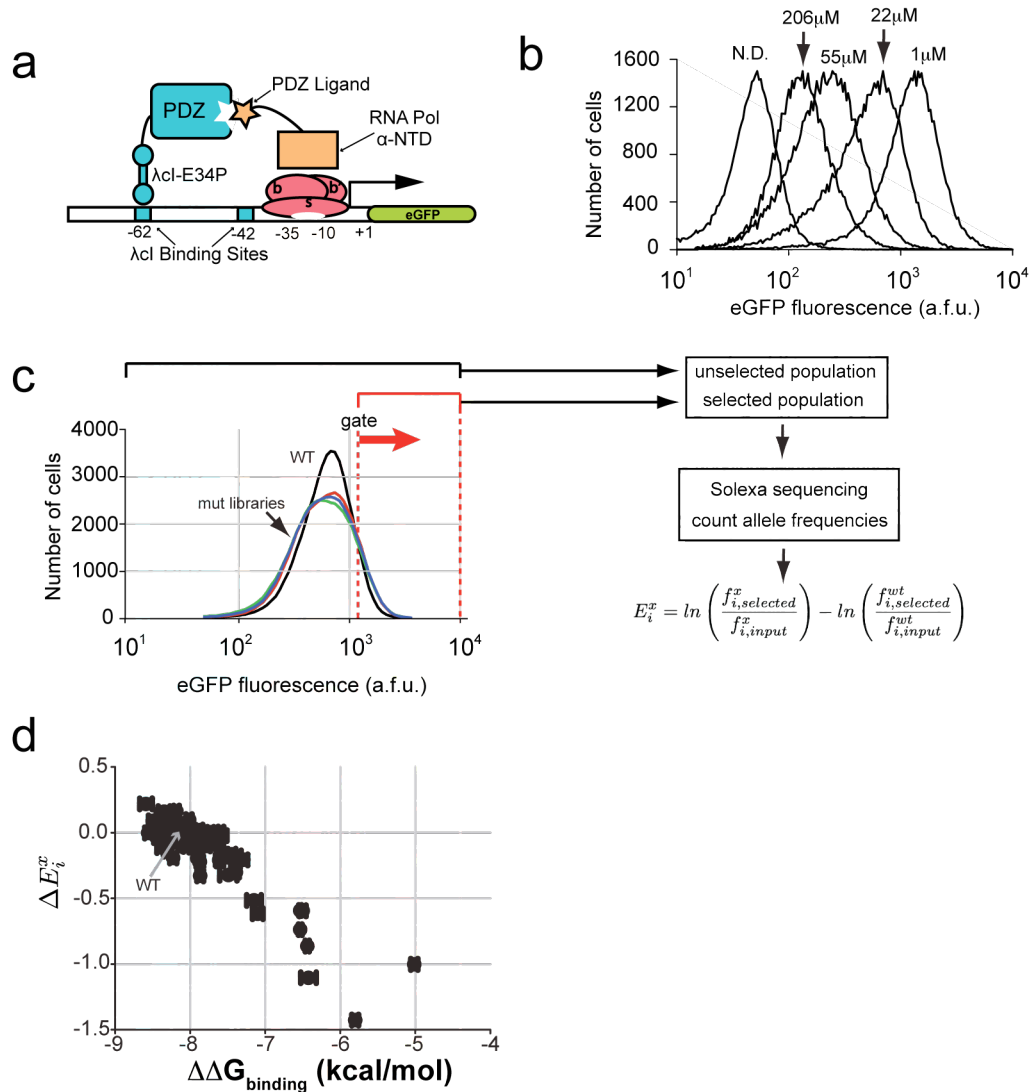 a
PDZ
PDZ Ligand
RNA Pol
α-NTD
λcI-E34P
b
b'
s
eGFP
-62
-42
-35
-10
+1
λcI Binding Sites
b
206μM
22μM
N.D.
55μM
1μM
1600
1200
800
400
0
Number of cells
10¹
10²
10³
10⁴
eGFP fluorescence (a.f.u.)
c
gate
WT
mut libraries
4000
3000
2000
1000
0
Number of cells
10¹
10²
10³
10⁴
eGFP fluorescence (a.f.u.)
unselected population
selected population
Solexa sequencing
count allele frequencies
E_i^x = ln (f^x_{i,selected} / f^x_{i,input}) − ln (f^{wt}_{i,selected} / f^{wt}_{i,input})
d
0.5
0.0
-0.5
-1.0
-1.5
ΔE_i^x
WT
-9
-8
-7
-6
-5
-4
ΔΔG_binding (kcal/mol)